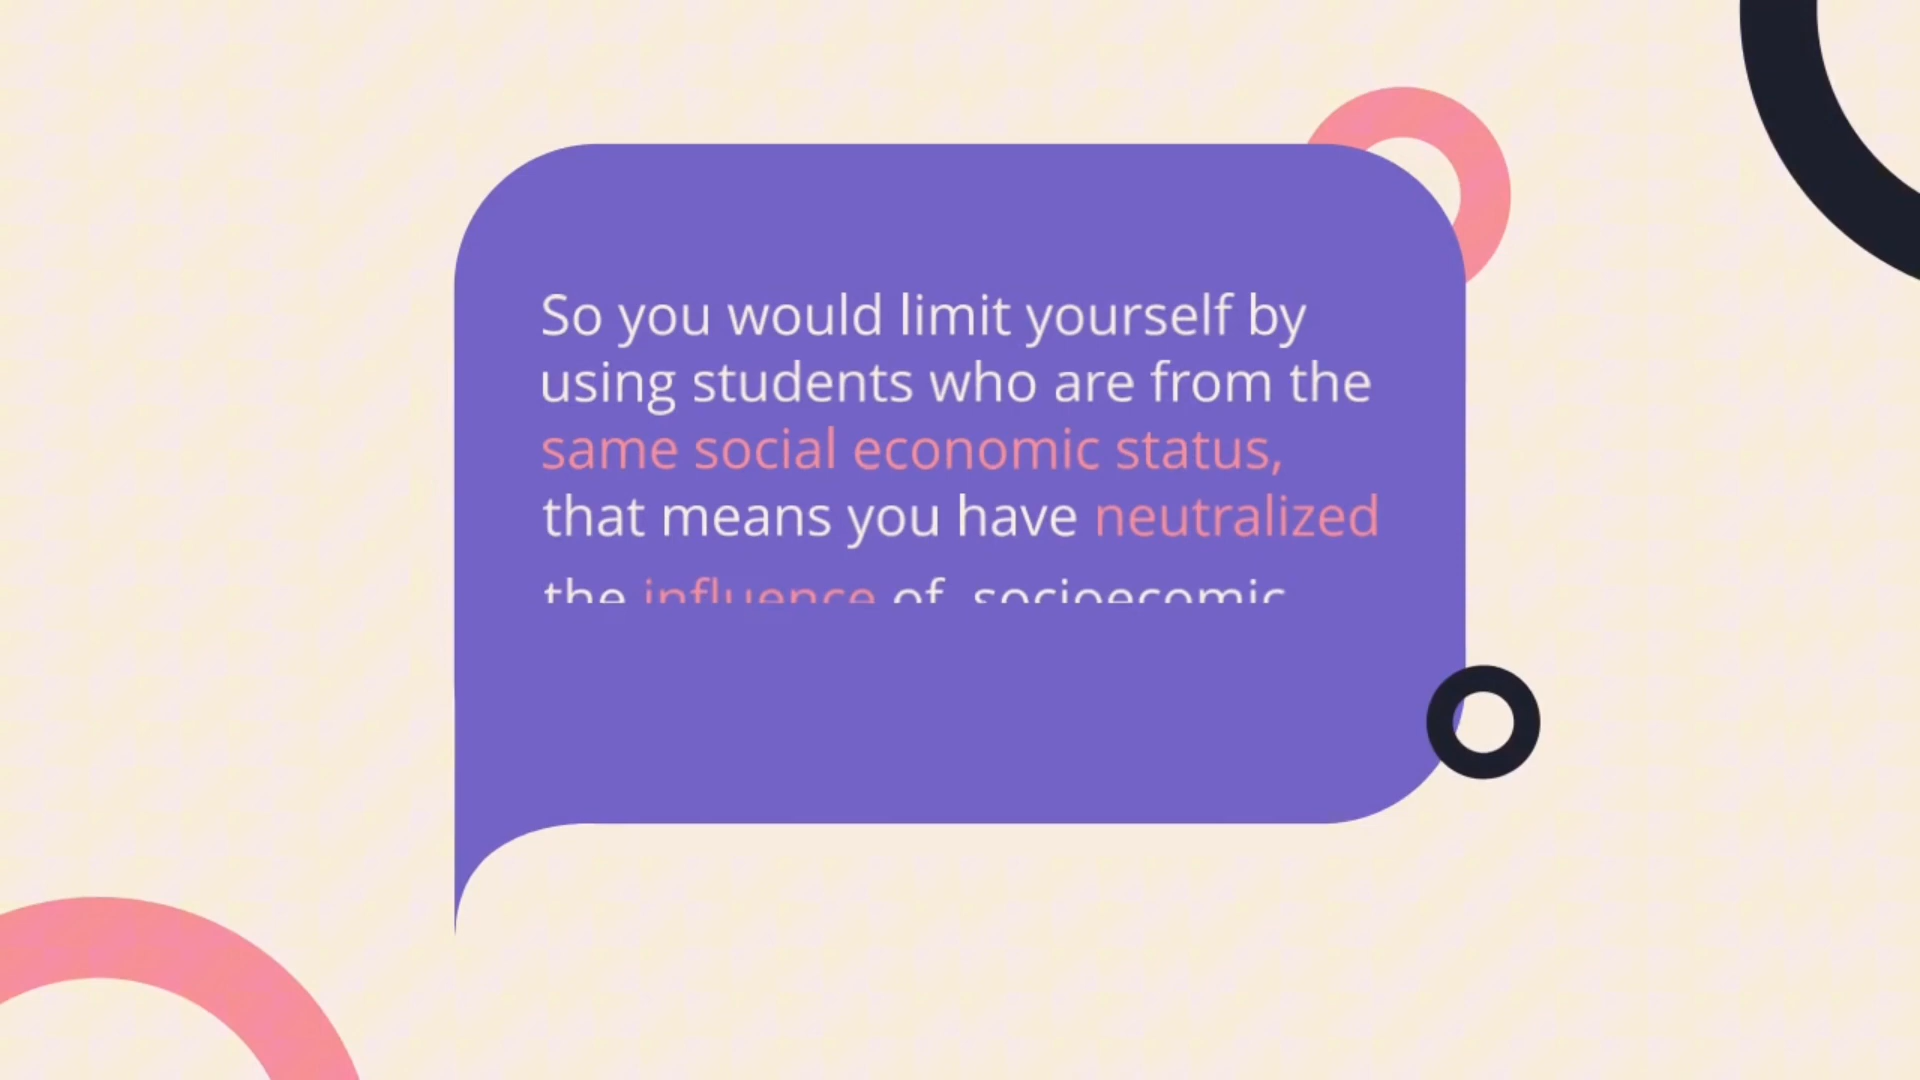 So you would limit yourself by
using students who are from the
same social economic status,
that means you have neutralized
the influence of socioecomic